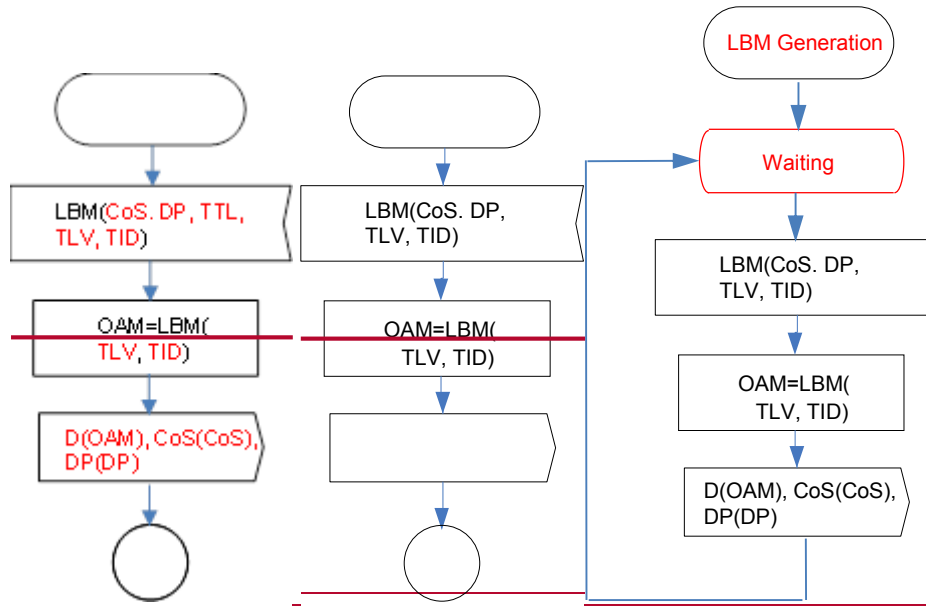 LBM(CoS. DP, TTL,
TLV, TID)
OAM=LBM(
TLV, TID)
D(OAM), CoS(CoS),
DP(DP)
LBM(CoS. DP,
TLV, TID)
OAM=LBM(
TLV, TID)
LBM Generation
Waiting
LBM(CoS. DP,
TLV, TID)
OAM=LBM(
TLV, TID)
D(OAM), CoS(CoS),
DP(DP)